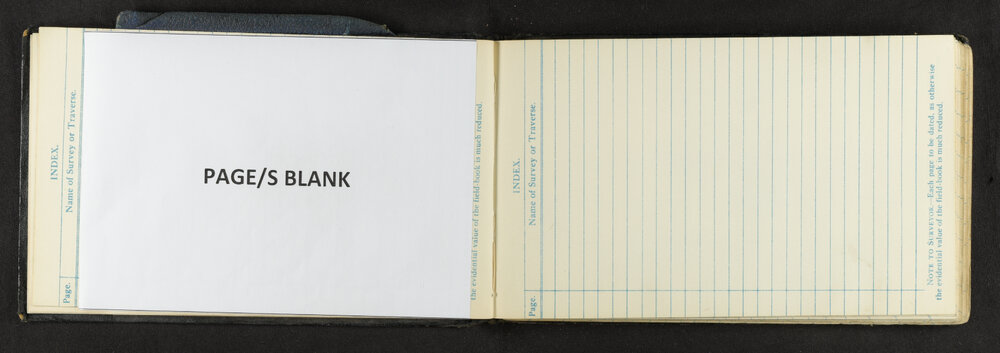 INDEX.
Page.
Name of Survey or Traverse.
PAGE/S BLANK
the evidential value of the field-book is much reduced.
INDEX.
Page.
Name of Survey or Traverse.
NOTE TO SURVEYOR.—Each page to be dated, as otherwise
the evidential value of the field-book is much reduced.